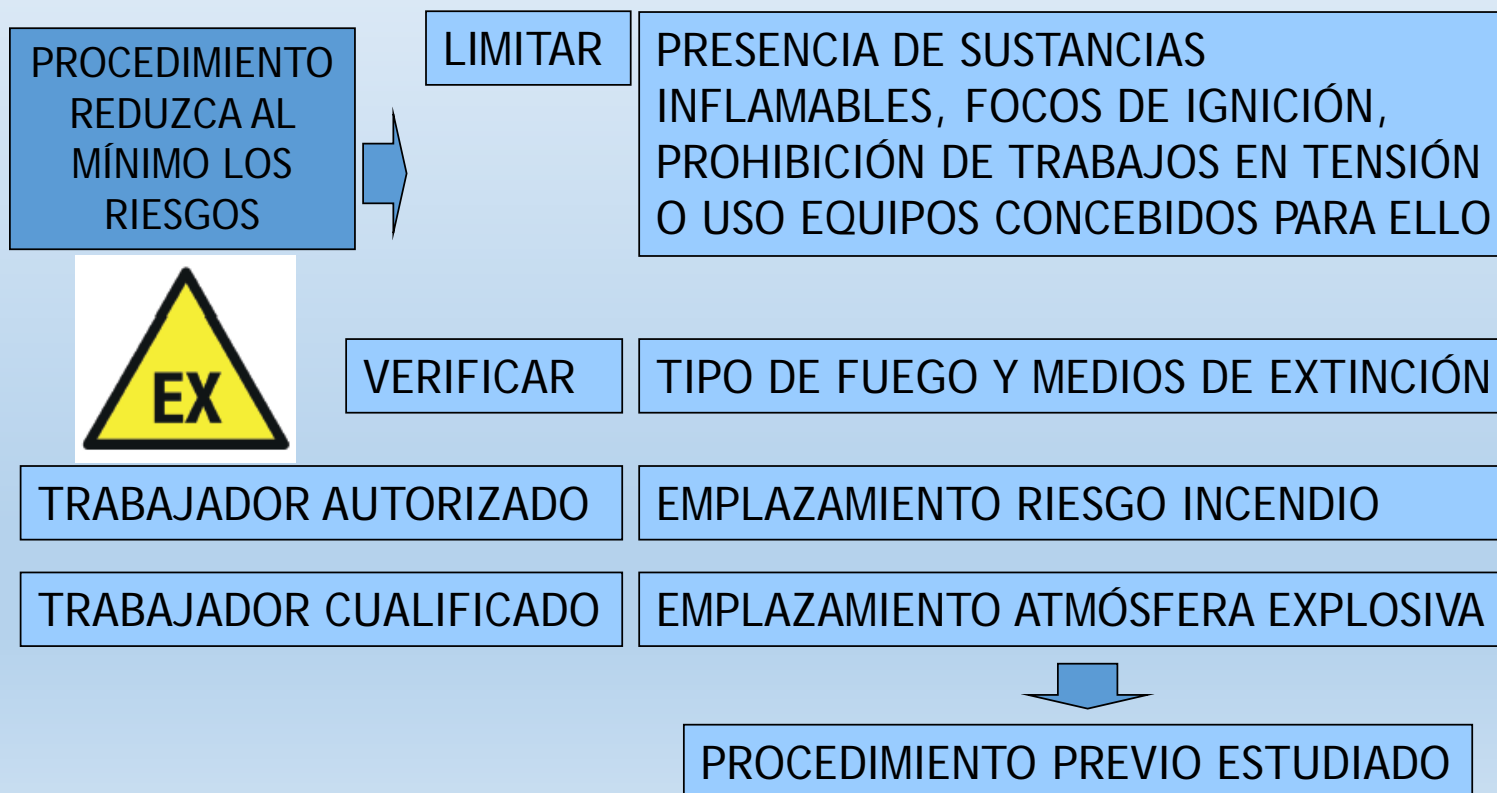 PROCEDIMIENTO
REDUZCA AL
MÍNIMO LOS
RIESGOS
LIMITAR
PRESENCIA DE SUSTANCIAS
INFLAMABLES, FOCOS DE IGNICIÓN,
PROHIBICIÓN DE TRABAJOS EN TENSIÓN
O USO EQUIPOS CONCEBIDOS PARA ELLO
EX
VERIFICAR
TIPO DE FUEGO Y MEDIOS DE EXTINCIÓN
TRABAJADOR AUTORIZADO
EMPLAZAMIENTO RIESGO INCENDIO
TRABAJADOR CUALIFICADO
EMPLAZAMIENTO ATMÓSFERA EXPLOSIVA
PROCEDIMIENTO PREVIO ESTUDIADO